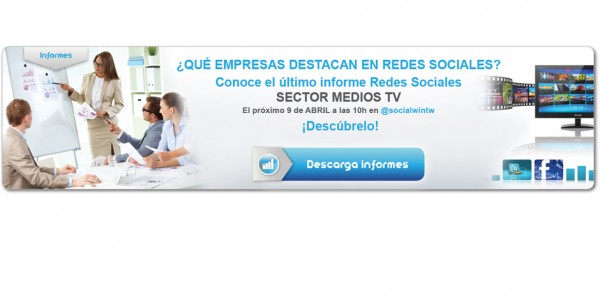 Informes
¿QUÉ EMPRESAS DESTACAN EN REDES SOCIALES?
Conoce el último informe Redes Sociales
SECTOR MEDIOS TV
El próximo 9 de ABRIL a las 10h en @socialwintw
¡Descúbrelo!
Descarga informes